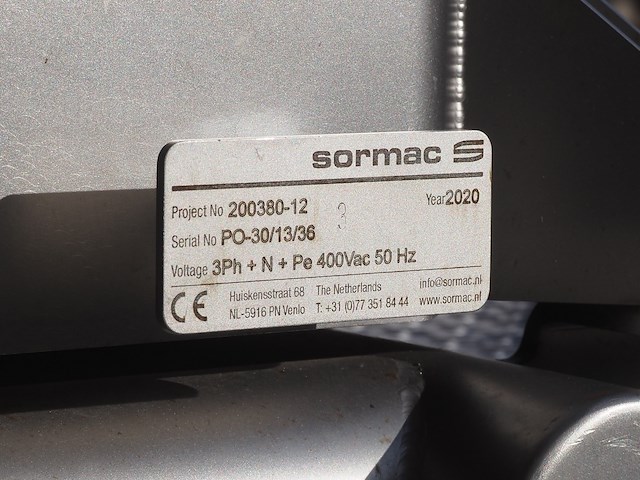 sormac S
Project No 200380-12
Year 2020
Serial No PO-30/13/36
Voltage 3Ph + N + Pe 400Vac 50 Hz
CE
Huiskensstraat 68 The Netherlands info@sormac.nl
NL-5916 PN Venlo T: +31 (0)77 351 84 44 www.sormac.nl